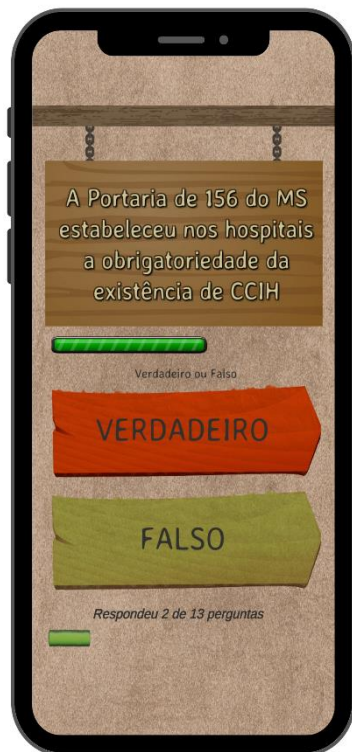 A Portaria de 156 do MS
estabeleceu nos hospitais
a obrigatoriedade da
existência de CCIH
Verdadeiro ou Falso
VERDADEIRO
FALSO
Respondeu 2 de 13 perguntas